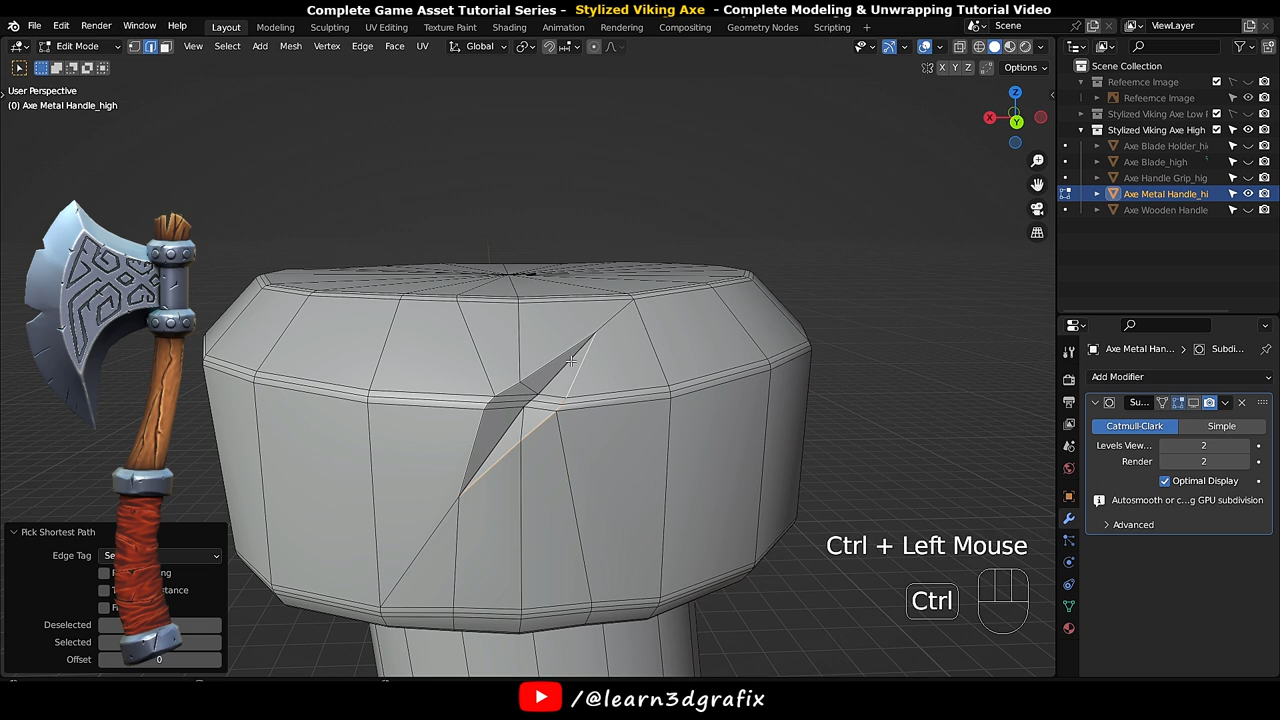 Complete Game Asset Tutorial Series - Stylized Viking Axe - Complete Modeling & Unwrapping Tutorial Video
File Edit Render Window Help Layout Modeling Sculpting UV Editing Texture Paint Shading Animation Rendering Compositing Geometry Nodes Scripting Scene ViewLayer
Edit Mode View Select Add Mesh Vertex Edge Face UV Global
X Y Z Options
User Perspective
(0) Axe Metal Handle_high
Z
X
Y
Scene Collection
Refeernce Image
Refeernce Image
Stylized Viking Axe Low
Stylized Viking Axe High
Axe Blade Holder_hi
Axe Blade_high
Axe Handle Grip_hig
Axe Metal Handle_hi
Axe Wooden Handle
Axe Metal Han... Subdi...
Add Modifier
Su...
Catmull-Clark Simple
Levels View... 2
Render 2
Optimal Display
Autosmooth or c...g GPU subdivision
Advanced
Pick Shortest Path
Edge Tag
Deselected
Selected
Offset 0
Ctrl + Left Mouse
Ctrl
/@learn3dgrafix